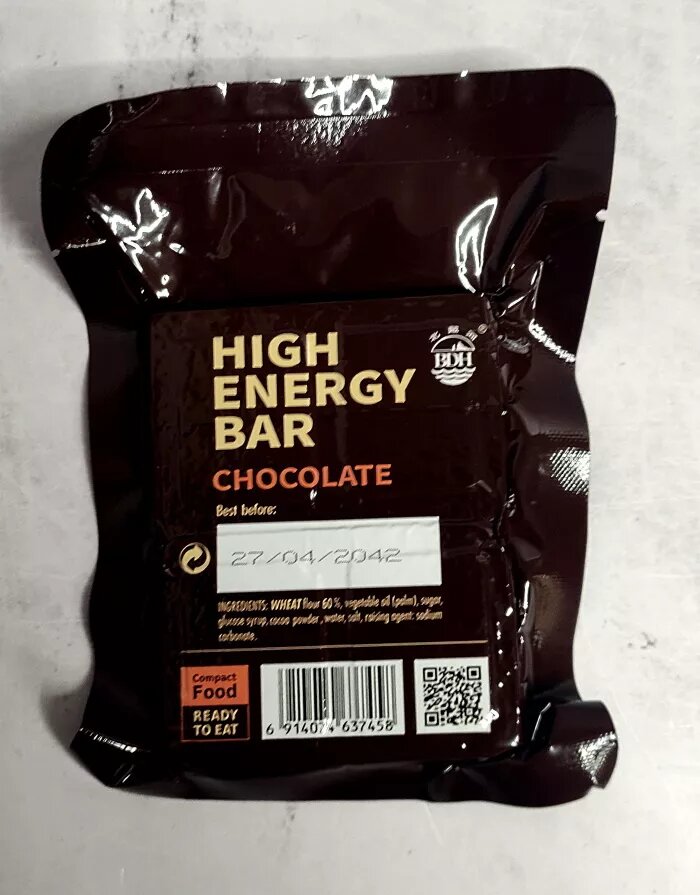 HIGH
ENERGY
BAR
BDH
CHOCOLATE
Best before:
27/04/2042
INGREDIENTS: WHEAT flour 60 %, vegetable oil (palm), sugar,
glucose syrup, cocoa powder, water, salt, raising agent: sodium
carbonate.
Compact
Food
READY
TO EAT
6 914074 637458